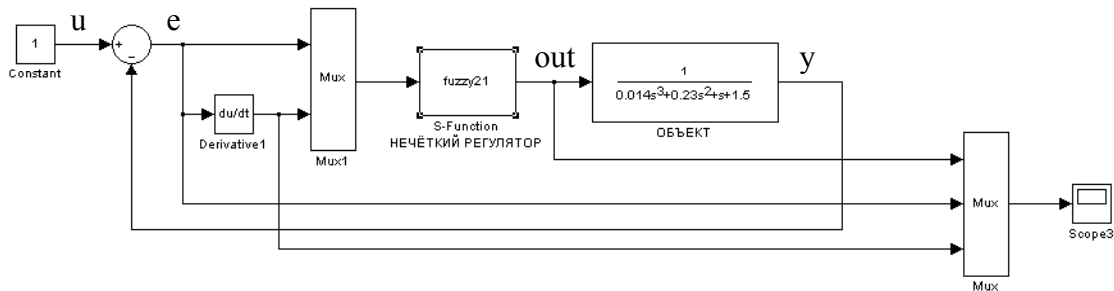 u
e
out
y
1
Constant
+
−
du/dt
Derivative1
Mux
Mux1
fuzzy21
S-Function
НЕЧЁТКИЙ РЕГУЛЯТОР
1
0.014s³+0.23s²+s+1.5
ОБЪЕКТ
Mux
Mux
Scope3